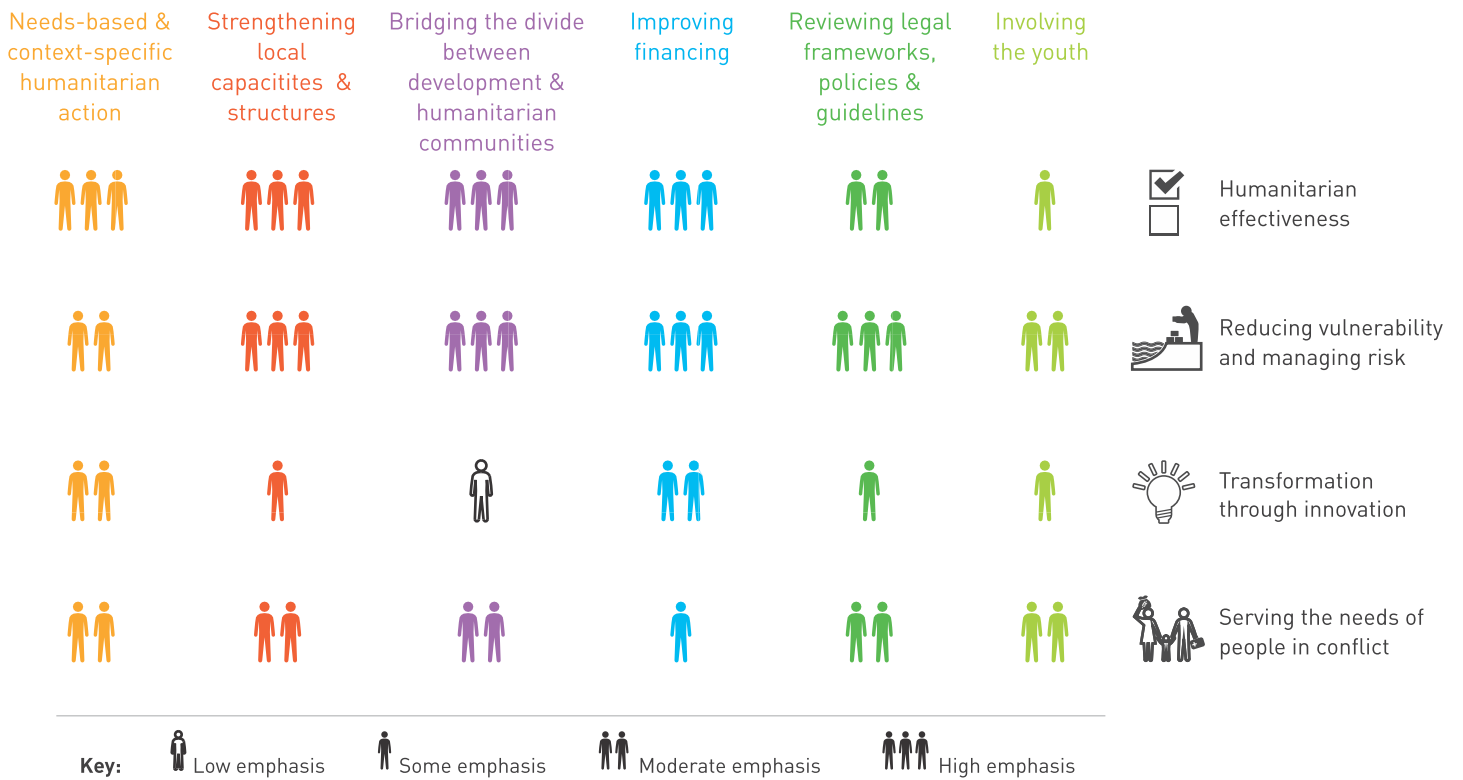 Needs-based &
context-specific
humanitarian
action
Strengthening
local
capacitites &
structures
Bridging the divide
between
development &
humanitarian
communities
Improving
financing
Reviewing legal
frameworks,
policies &
guidelines
Involving
the youth
Humanitarian
effectiveness
Reducing vulnerability
and managing risk
Transformation
through innovation
Serving the needs of
people in conflict
Key: Low emphasis Some emphasis Moderate emphasis High emphasis